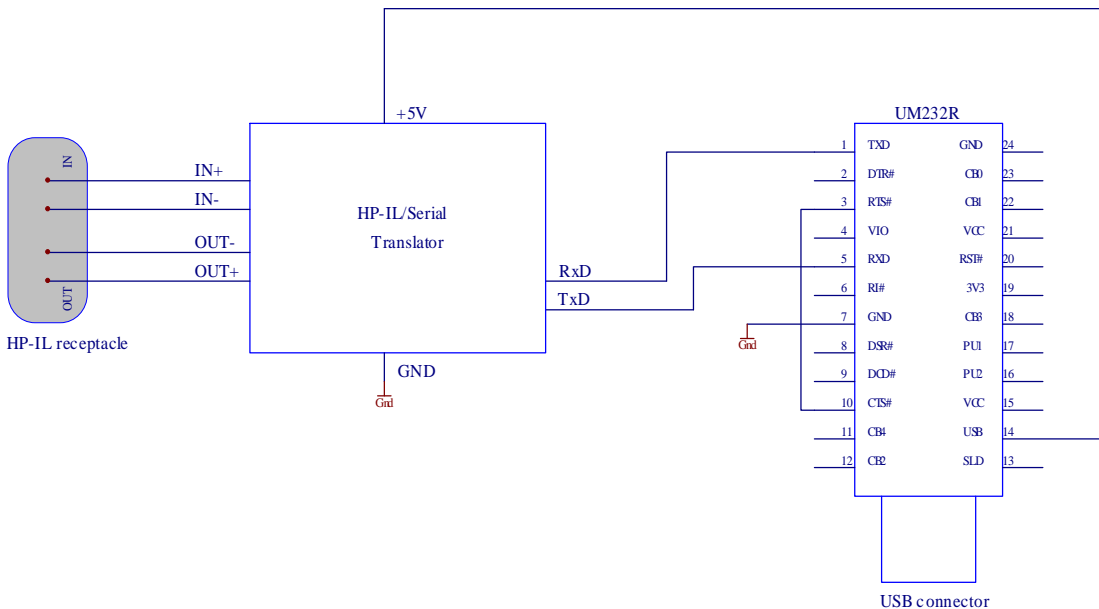 +5V
UM232R
IN
IN+
IN-
OUT-
OUT+
OUT
HP-IL receptacle
HP-IL/Serial
Translator
RxD
TxD
GND
Gnd
Gnd
1 TXD GND 24
2 DTR# CB0 23
3 RTS# CB1 22
4 VIO VCC 21
5 RXD RST# 20
6 RI# 3V3 19
7 GND CB3 18
8 DSR# PU1 17
9 DCD# PU2 16
10 CTS# VCC 15
11 CB4 USB 14
12 CB2 SLD 13
USB connector